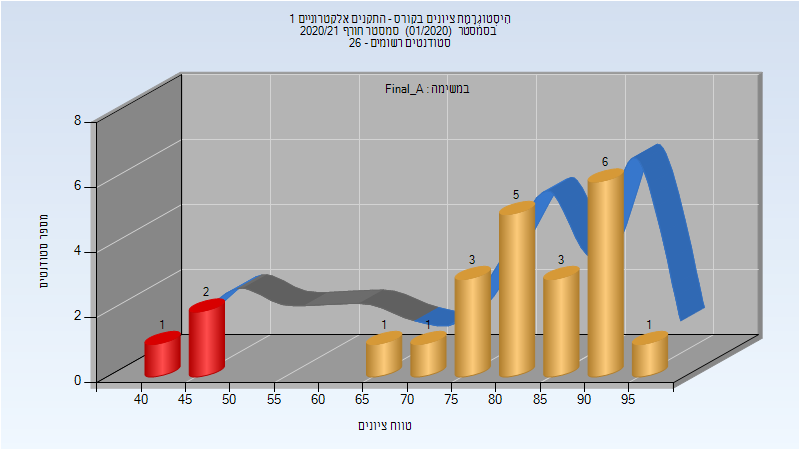 היסטוגרמת ציונים בקורס - התקנים אלקטרוניים 1
בסמסטר (01/2020) סמסטר חורף 2020/21
סטודנטים רשומים - 26
במשימה : Final_A
מספר סטודנטים
8
6
4
2
0
1
2
1
1
3
5
3
6
1
40 45 50 55 60 65 70 75 80 85 90 95
טווח ציונים